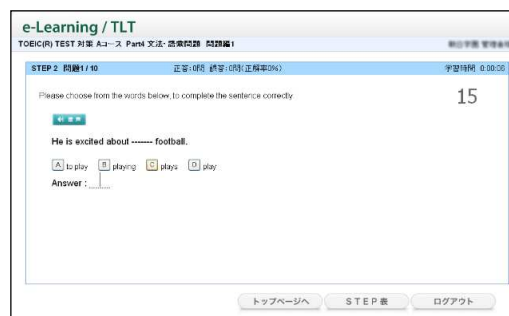 e-Learning / TLT
TOEIC(R) TEST 対策 Aコース Part4 文法・語彙問題 問題編1
STEP 2 問題1 / 10 正答:0問 誤答:0問(正解率0%) 学習時間 0:00:06
Please choose from the words below, to complete the sentence correctly.
15
He is excited about ------- football.
A to play B playing C plays D play
Answer :
トップページへ STEP表 ログアウト